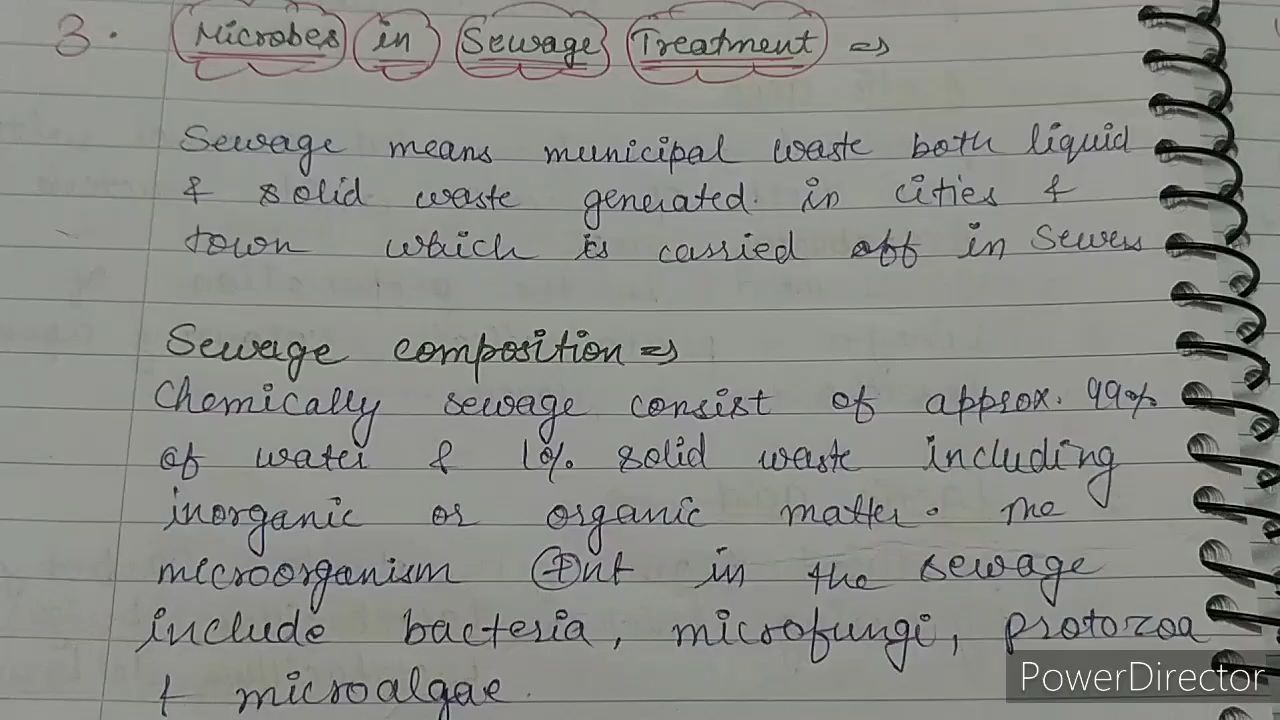 3. Microbes in Sewage Treatment ⇒
Sewage means municipal waste both liquid
& solid waste generated. in cities &
town which is carried off in Sewers
Sewage composition ⇒
Chemically sewage consist of approx. 99%
of water & 1% solid waste including
inorganic or organic matter. The
microorganism ⊕nt in the sewage
include bacteria, microfungi, protozoa
& microalgae.
PowerDirector